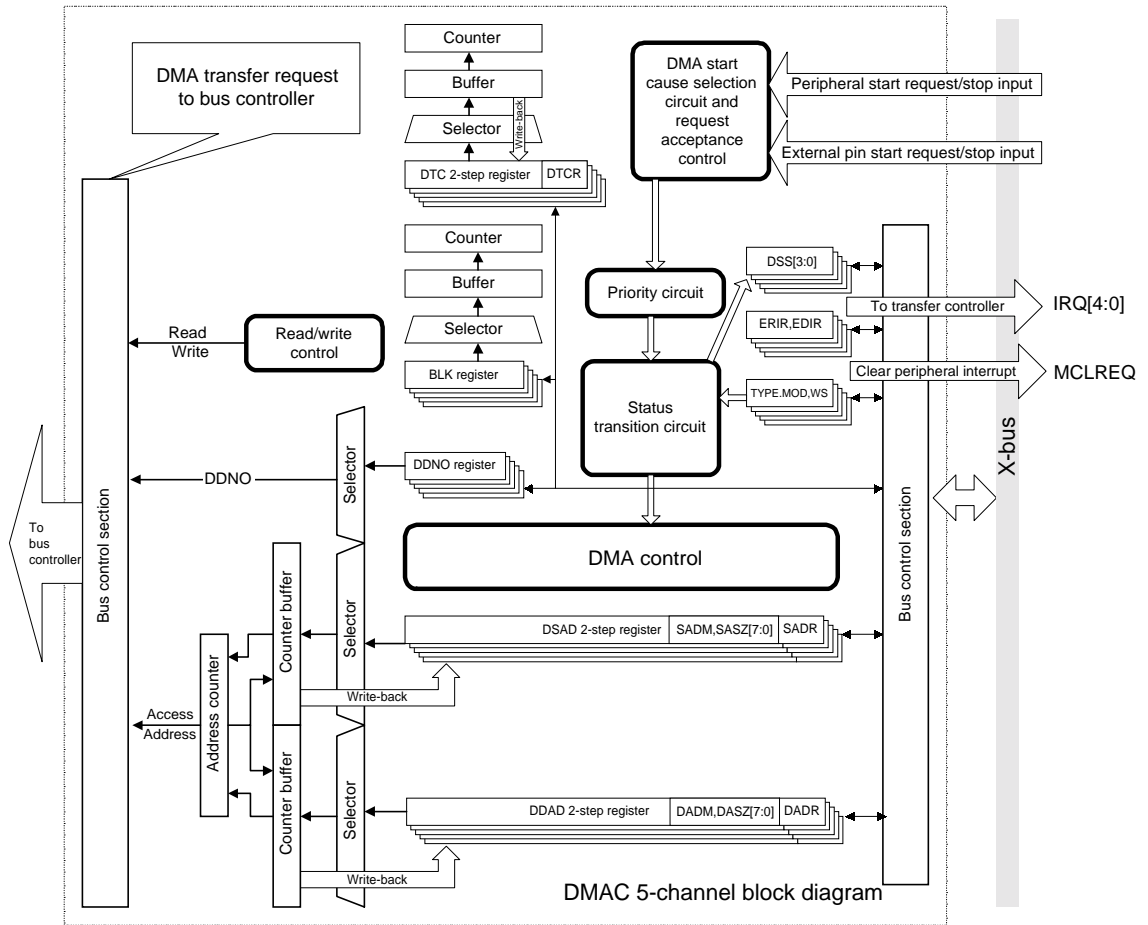 Counter
Buffer
Selector
Write-back
DTC 2-step register
DTCR
DMA transfer request
to bus controller
DMA start
cause selection
circuit and
request
acceptance
control
Peripheral start request/stop input
External pin start request/stop input
Counter
Buffer
Selector
BLK register
Priority circuit
DSS[3:0]
To transfer controller
IRQ[4:0]
ERIR,EDIR
Clear peripheral interrupt
MCLREQ
TYPE.MOD,WS
Read
Write
Read/write
control
Status
transition circuit
X-bus
DDNO
Selector
DDNO register
To
bus
controller
Bus control section
Bus control section
DMA control
Counter buffer
Selector
DSAD 2-step register
SADM,SASZ[7:0]
SADR
Write-back
Access
Address
Address counter
Counter buffer
Selector
DDAD 2-step register
DADM,DASZ[7:0]
DADR
Write-back
DMAC 5-channel block diagram